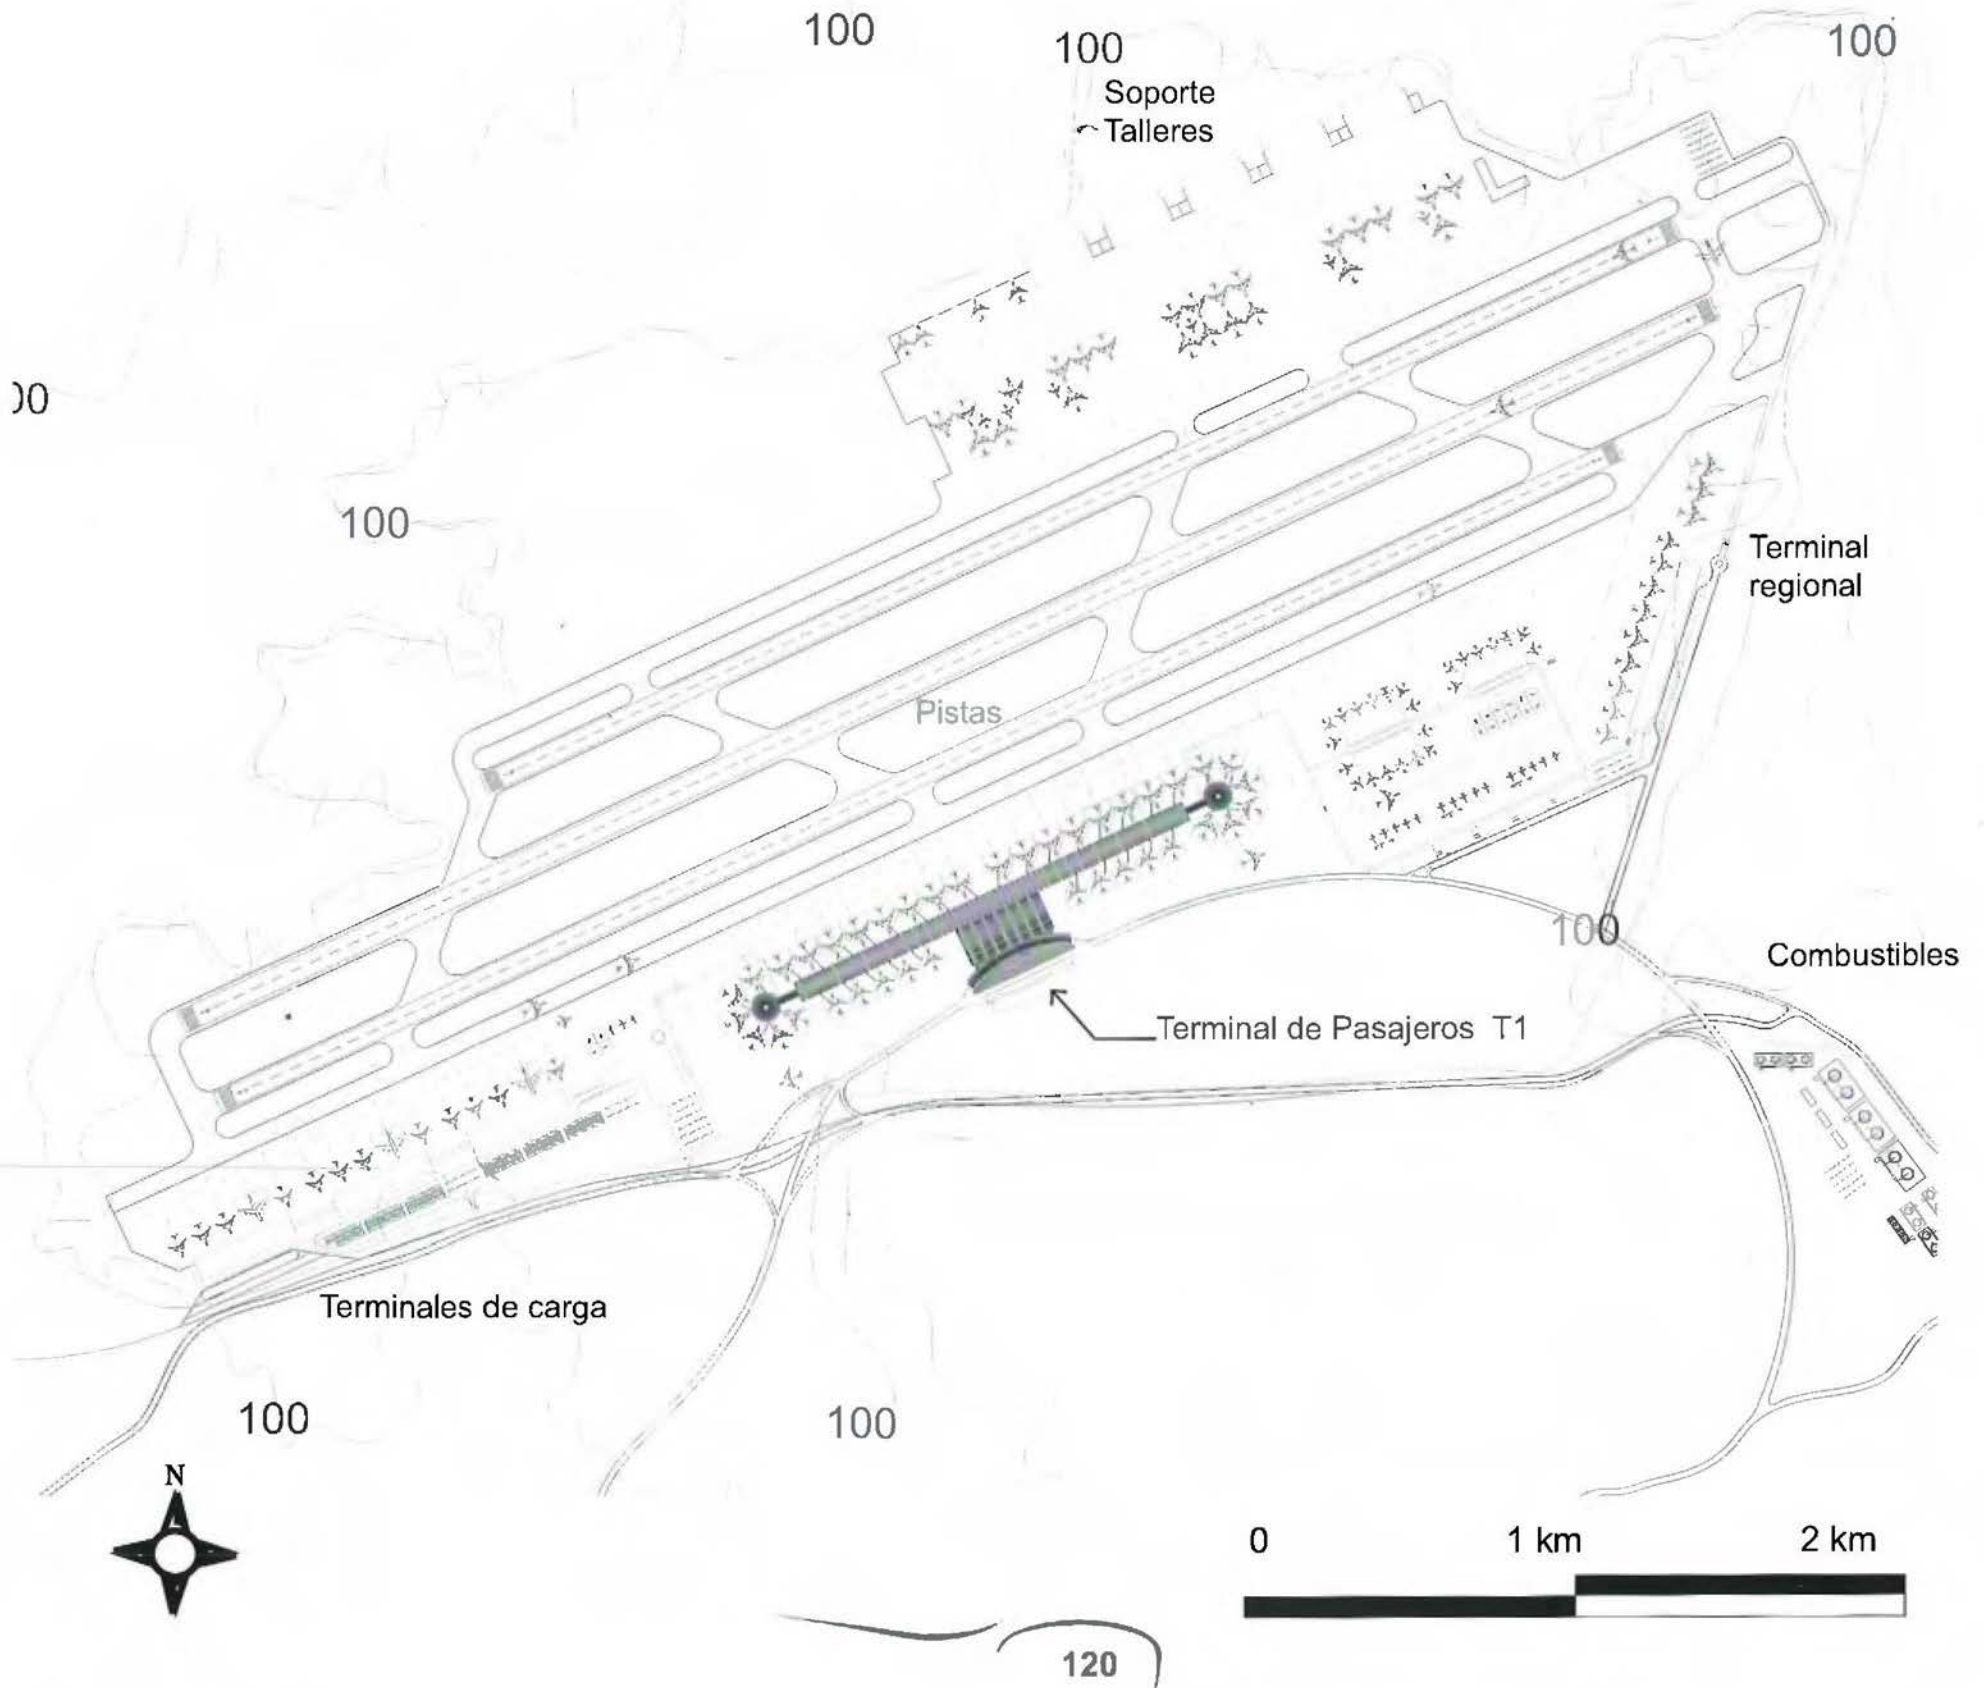 100
100
100
Soporte
Talleres
00
100
Terminal
regional
Pistas
100
Combustibles
Terminal de Pasajeros T1
Terminales de carga
100
100
N
0 1 km 2 km
120